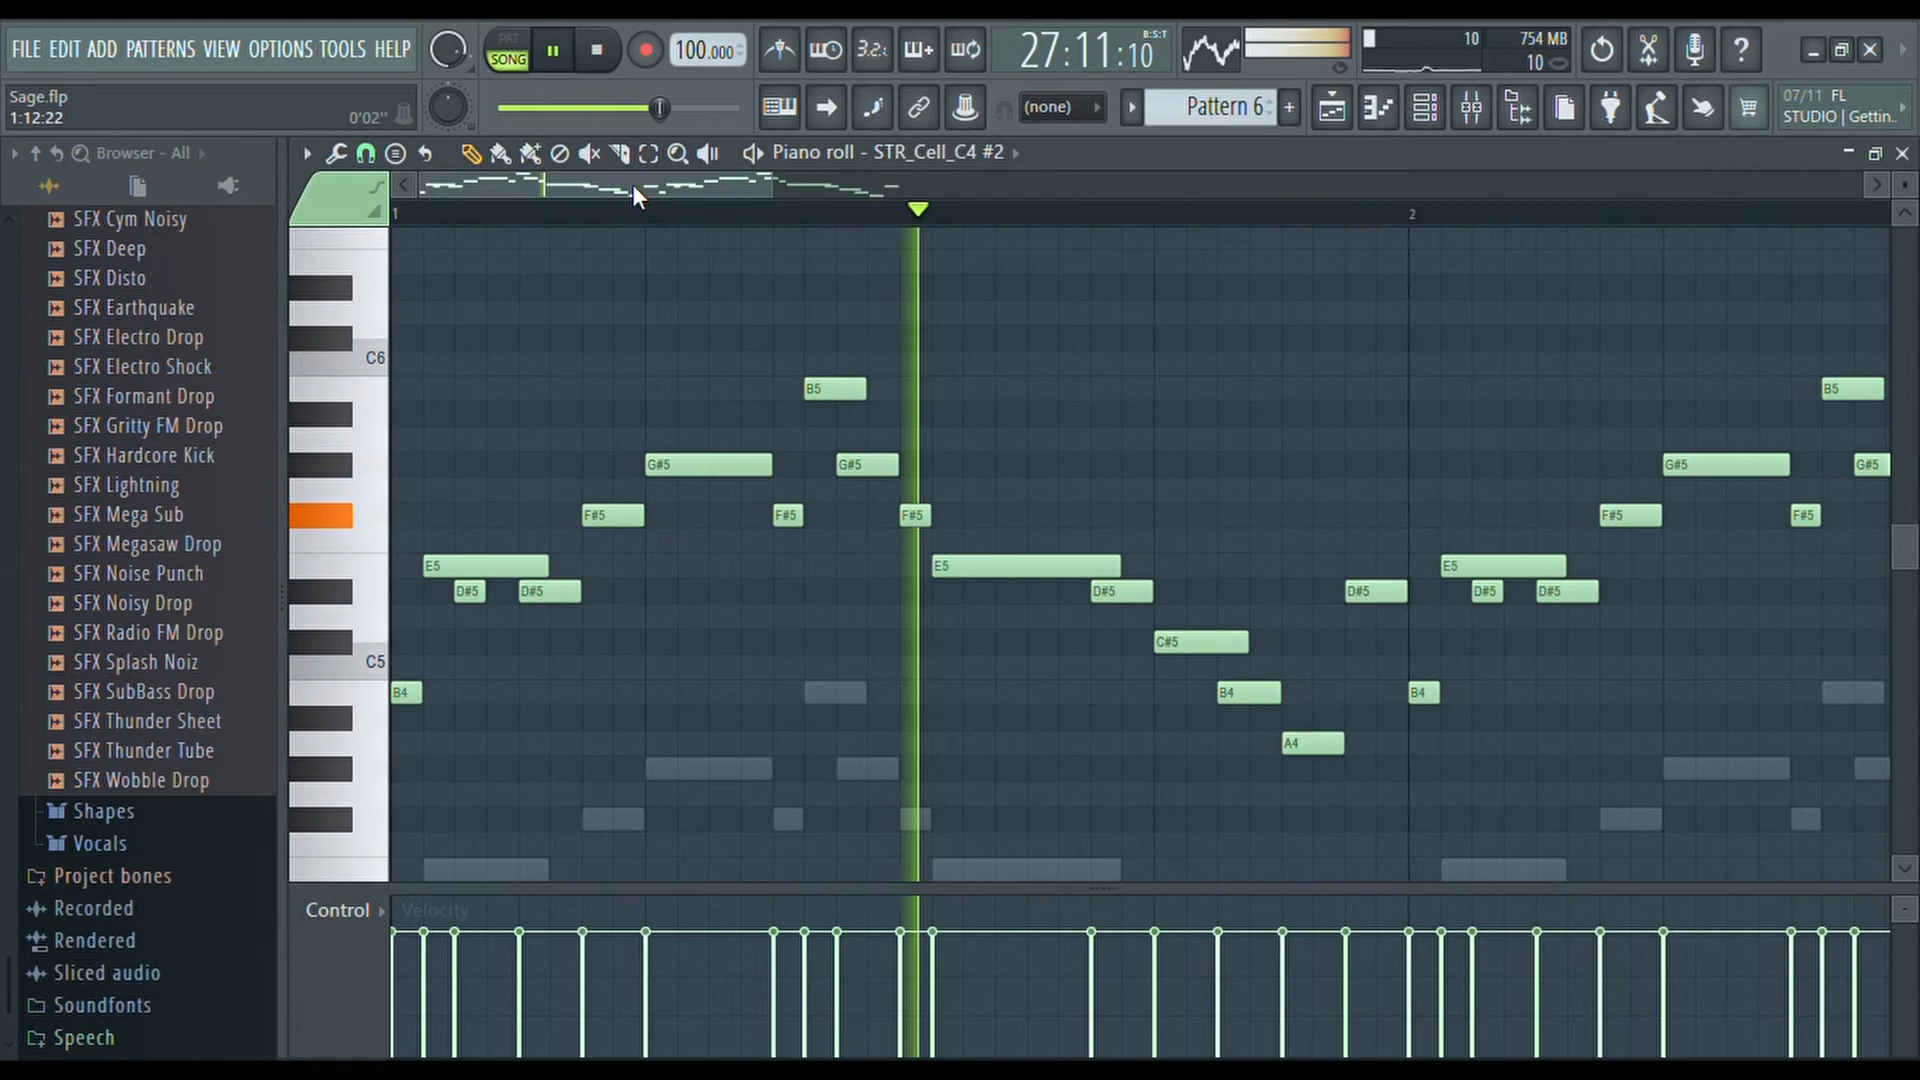 FILE EDIT ADD PATTERNS VIEW OPTIONS TOOLS HELP
PAT
SONG
100.000
3.2.
27:11:10
B:S:T
10
754 MB
10
?
Sage.flp
1:12:22
0'02"
(none)
Pattern 6
+
07/11 FL
STUDIO | Gettin..
Browser - All
Piano roll - STR_Cell_C4 #2
1
2
SFX Cym Noisy
SFX Deep
SFX Disto
SFX Earthquake
SFX Electro Drop
SFX Electro Shock
SFX Formant Drop
SFX Gritty FM Drop
SFX Hardcore Kick
SFX Lightning
SFX Mega Sub
SFX Megasaw Drop
SFX Noise Punch
SFX Noisy Drop
SFX Radio FM Drop
SFX Splash Noiz
SFX SubBass Drop
SFX Thunder Sheet
SFX Thunder Tube
SFX Wobble Drop
Shapes
Vocals
Project bones
Recorded
Rendered
Sliced audio
Soundfonts
Speech
C6
B5
B5
G#5
G#5
G#5
G#5
F#5
F#5
F#5
F#5
F#5
E5
E5
E5
D#5
D#5
D#5
D#5
D#5
D#5
C#5
C5
B4
B4
B4
A4
Control
Velocity